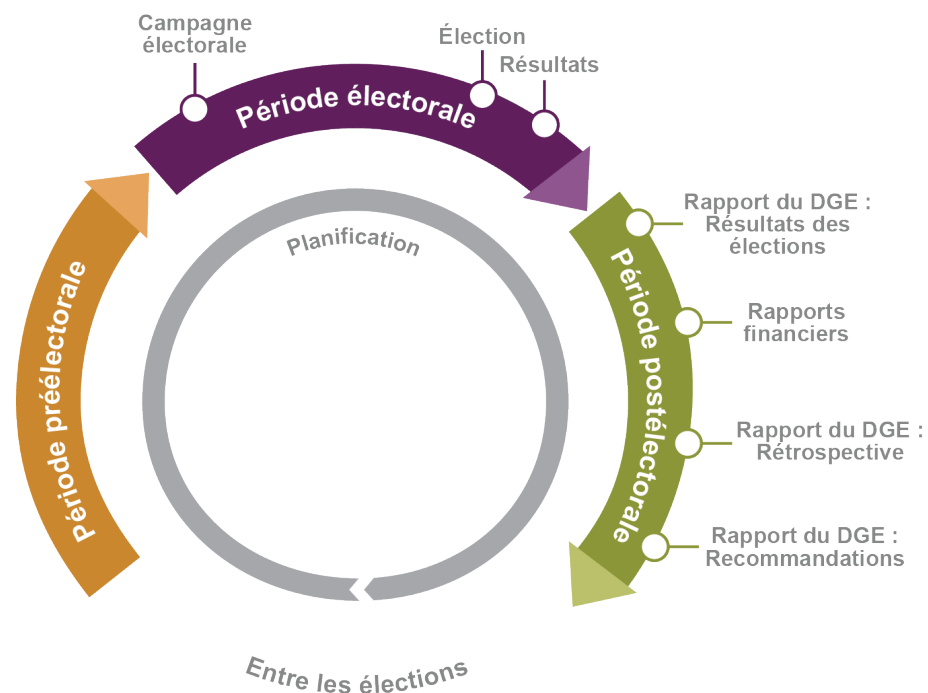 Campagne
électorale
Élection
Résultats
Période électorale
Rapport du DGE :
Résultats des
élections
Planification
Période préélectorale
Période postélectorale
Rapports
financiers
Rapport du DGE :
Rétrospective
Rapport du DGE :
Recommandations
Entre les élections